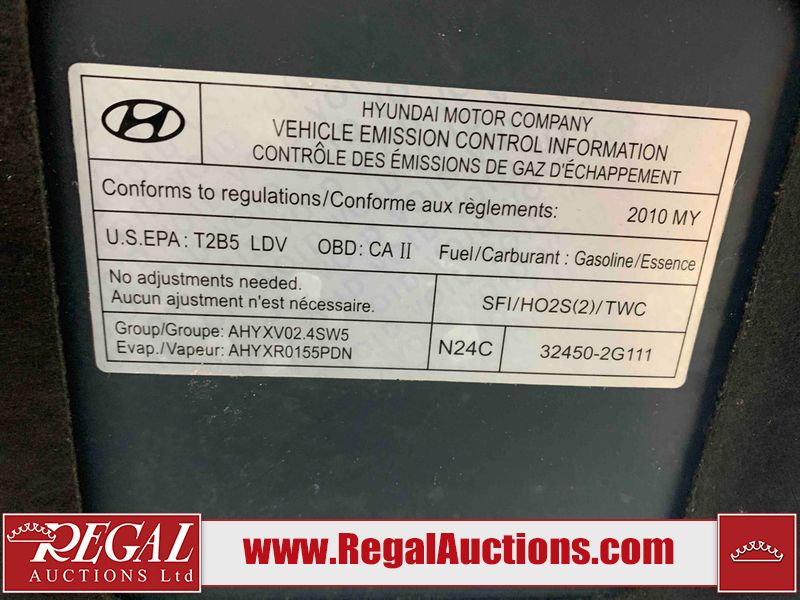 HYUNDAI MOTOR COMPANY
VEHICLE EMISSION CONTROL INFORMATION
CONTRÔLE DES ÉMISSIONS DE GAZ D'ÉCHAPPEMENT
Conforms to regulations/Conforme aux règlements: 2010 MY
U.S.EPA: T2B5 LDV OBD: CA II Fuel/Carburant : Gasoline/Essence
No adjustments needed.
Aucun ajustment n'est nécessaire.
SFI/HO2S(2)/TWC
Group/Groupe: AHYXV02.4SW5
Evap./Vapeur: AHYXR0155PDN
N24C
32450-2G111
REGAL
AUCTIONS Ltd
www.RegalAuctions.com